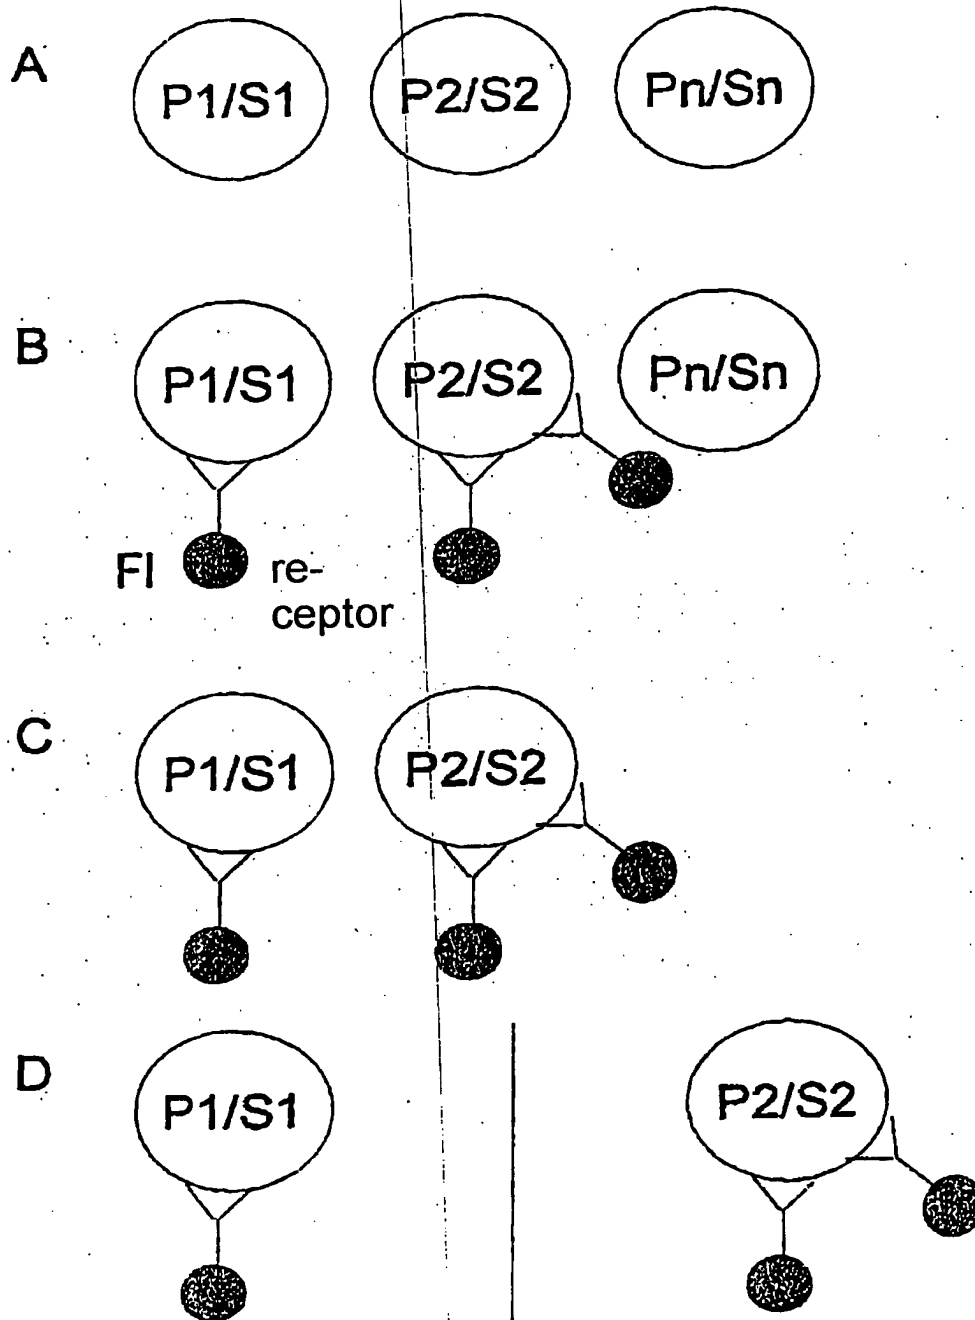 A
P1/S1 P2/S2 Pn/Sn
B
P1/S1 P2/S2 Pn/Sn
Fl re-
ceptor
C
P1/S1 P2/S2
D
P1/S1 P2/S2